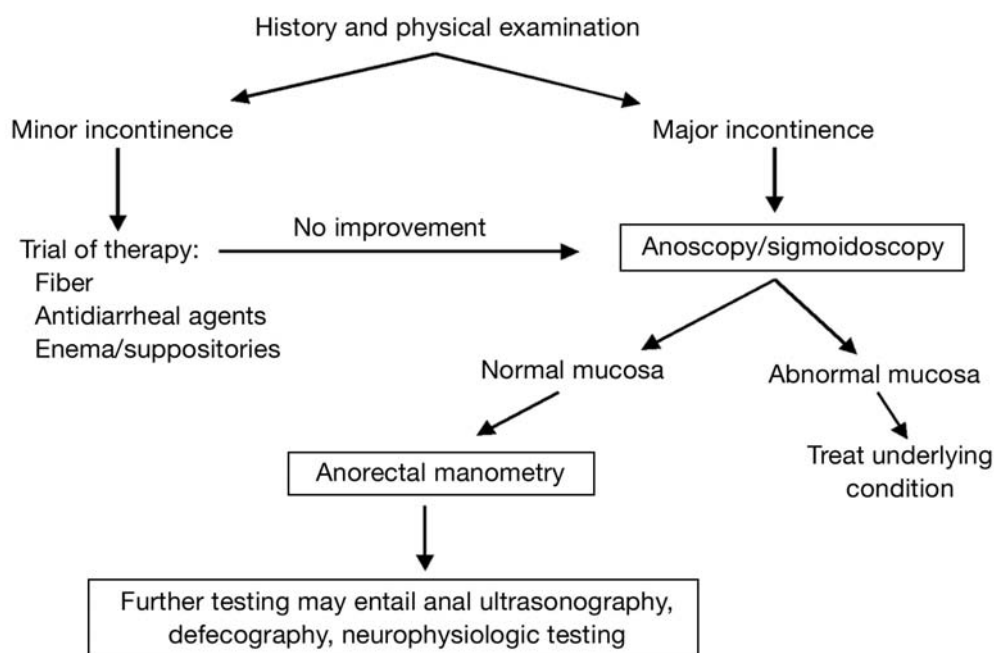 History and physical examination
Minor incontinence
Major incontinence
No improvement
Trial of therapy:
Fiber
Antidiarrheal agents
Enema/suppositories
Anoscopy/sigmoidoscopy
Normal mucosa
Abnormal mucosa
Anorectal manometry
Treat underlying
condition
Further testing may entail anal ultrasonography,
defecography, neurophysiologic testing